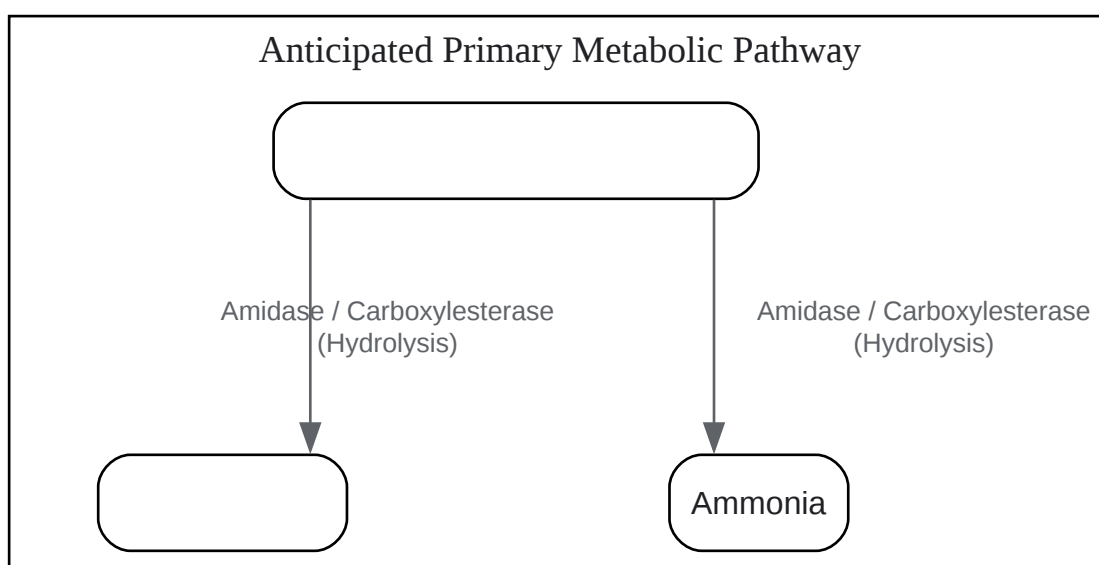 Anticipated Primary Metabolic Pathway
Amidase / Carboxylesterase
(Hydrolysis)
Amidase / Carboxylesterase
(Hydrolysis)
Ammonia